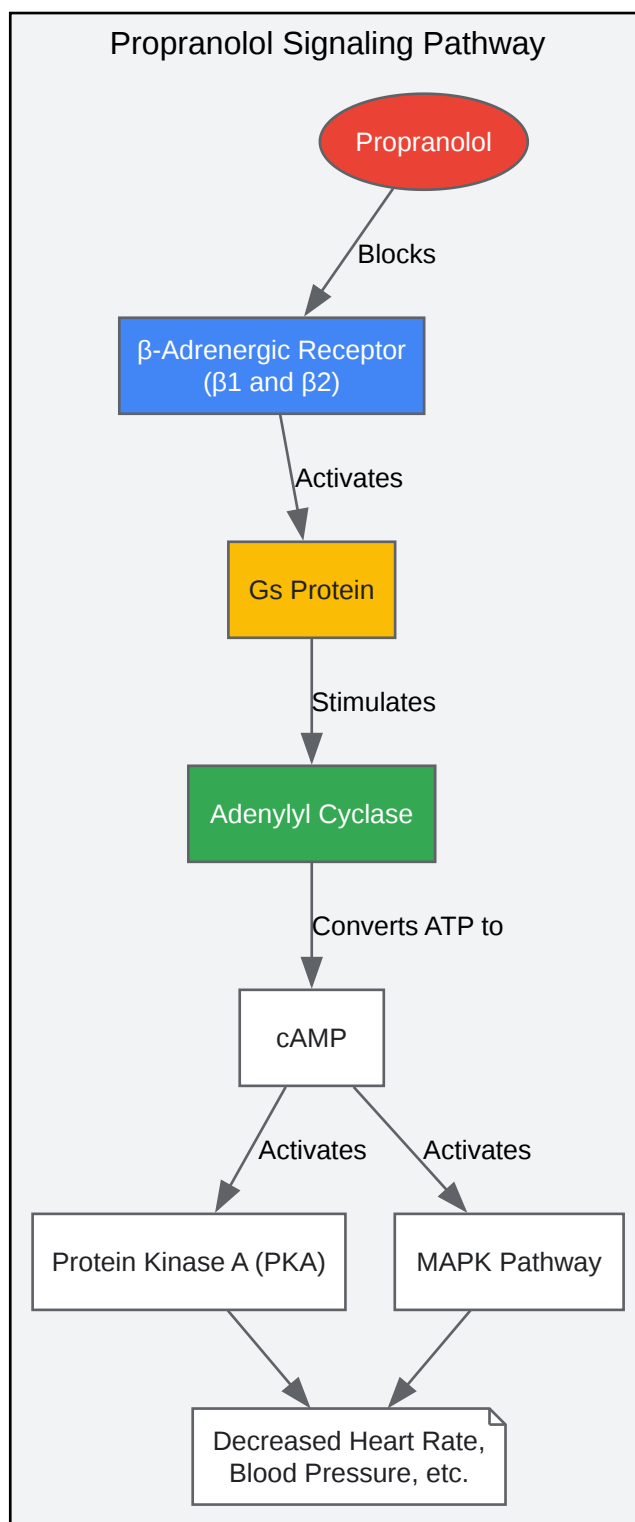 Propranolol Signaling Pathway
Propranolol
Blocks
β-Adrenergic Receptor
(β1 and β2)
Activates
Gs Protein
Stimulates
Adenylyl Cyclase
Converts ATP to
cAMP
Activates
Activates
Protein Kinase A (PKA)
MAPK Pathway
Decreased Heart Rate,
Blood Pressure, etc.